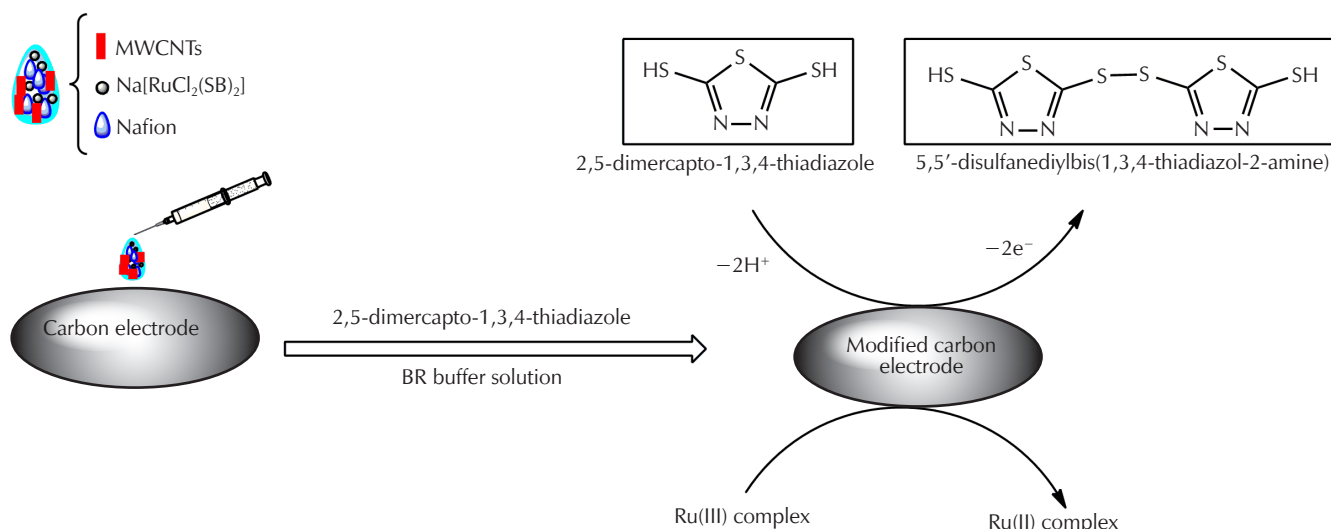 MWCNTs
Na[RuCl₂(SB)₂]
Nafion
HS
S
SH
N
N
HS
S
S
S
S
SH
N
N
N
N
2,5-dimercapto-1,3,4-thiadiazole
5,5′-disulfanediylbis(1,3,4-thiadiazol-2-amine)
−2H⁺
−2e⁻
Carbon electrode
2,5-dimercapto-1,3,4-thiadiazole
BR buffer solution
Modified carbon
electrode
Ru(III) complex
Ru(II) complex